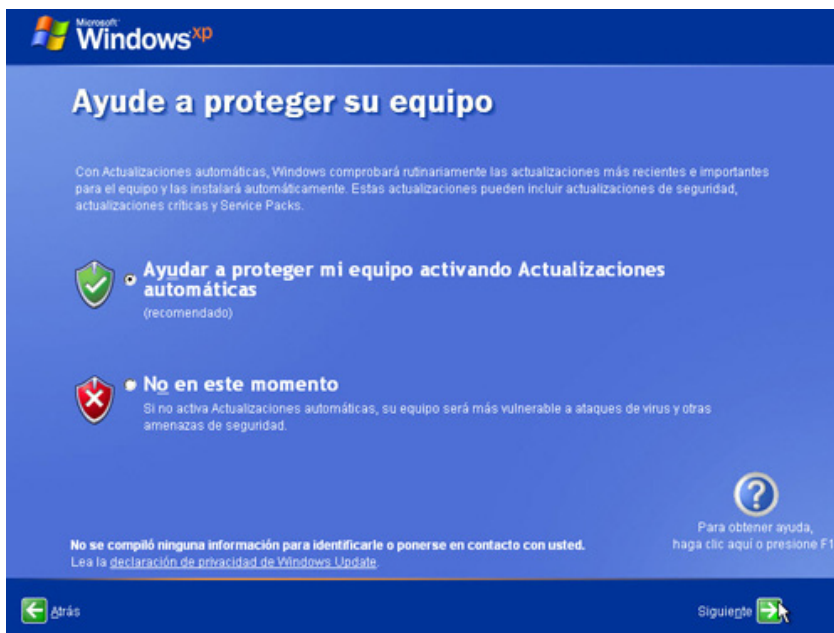 Microsoft
Windows xp
Ayude a proteger su equipo
Con Actualizaciones automáticas, Windows comprobará rutinariamente las actualizaciones más recientes e importantes
para el equipo y las instalará automáticamente. Estas actualizaciones pueden incluir actualizaciones de seguridad,
actualizaciones críticas y Service Packs.
Ayudar a proteger mi equipo activando Actualizaciones
automáticas
(recomendado)
No en este momento
Si no activa Actualizaciones automáticas, su equipo será más vulnerable a ataques de virus y otras
amenazas de seguridad.
Para obtener ayuda,
haga clic aquí o presione F1
No se compiló ninguna información para identificarle o ponerse en contacto con usted.
Lea la declaración de privacidad de Windows Update.
Atrás
Siguiente